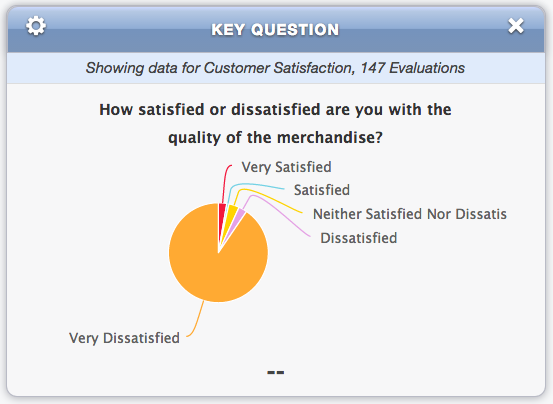 KEY QUESTION
Showing data for Customer Satisfaction, 147 Evaluations
How satisfied or dissatisfied are you with the
quality of the merchandise?
Very Satisfied
Satisfied
Neither Satisfied Nor Dissatis
Dissatisfied
Very Dissatisfied
--